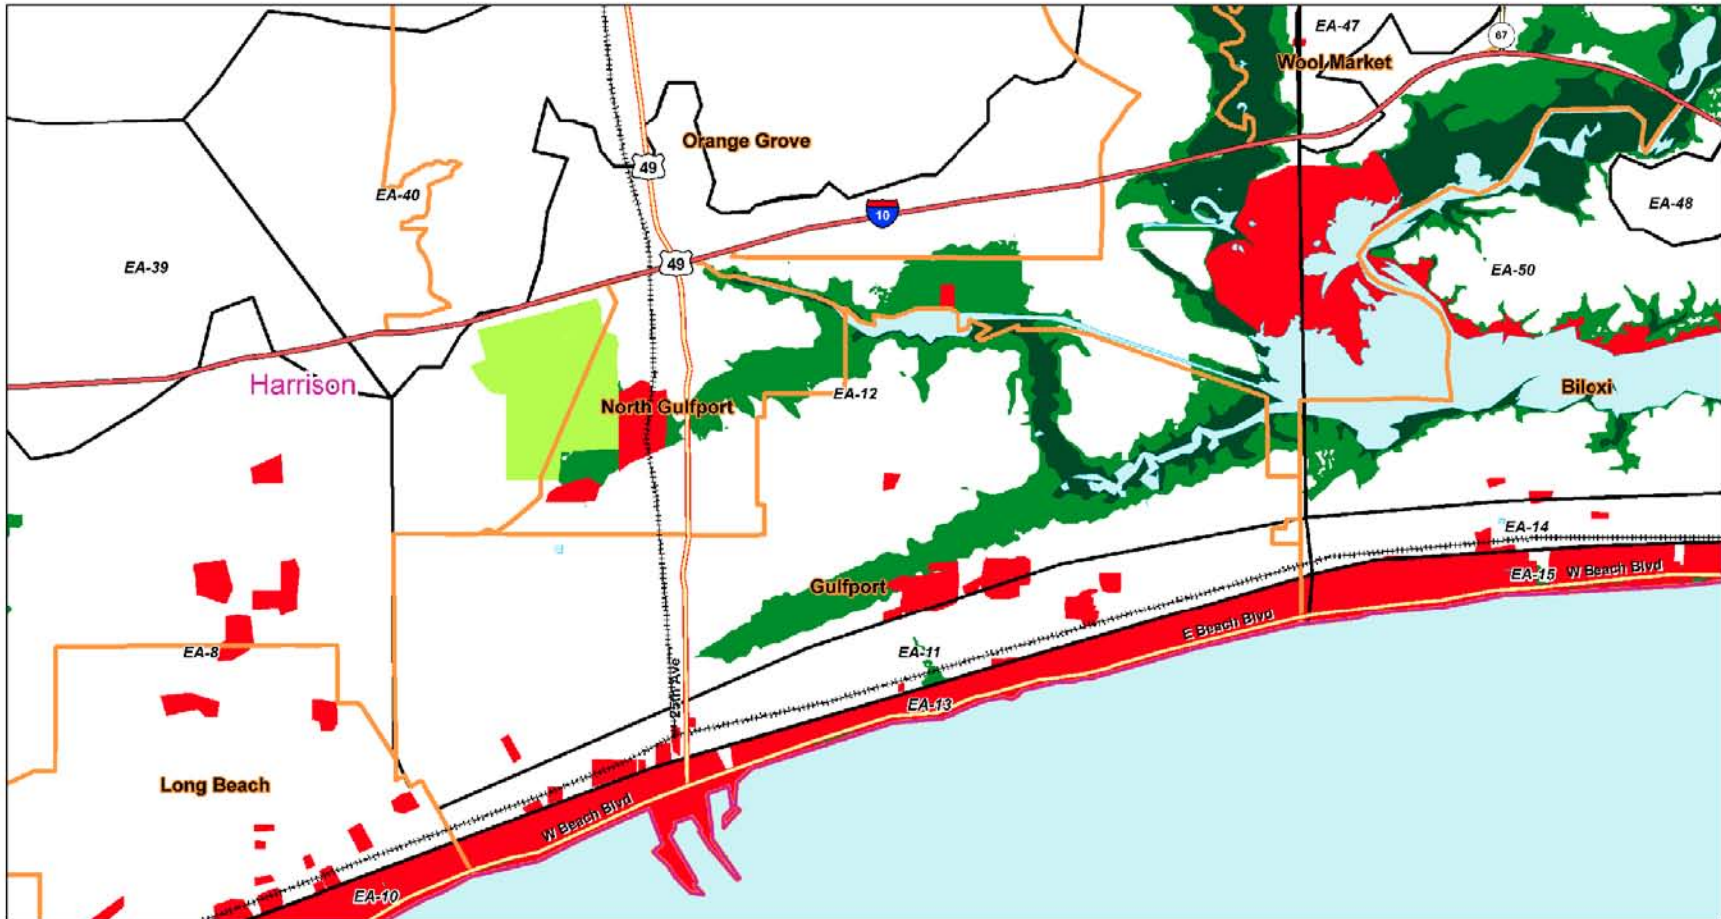 EA-47
67
Wool Market
Orange Grove
49
EA-40
10
EA-48
EA-39
49
EA-50
Harrison
North Gulfport
EA-12
Biloxi
EA-14
EA-15
W Beach Blvd
Gulfport
E Beach Blvd
EA-8
EA-11
25th Ave
EA-13
Long Beach
W Beach Blvd
EA-10